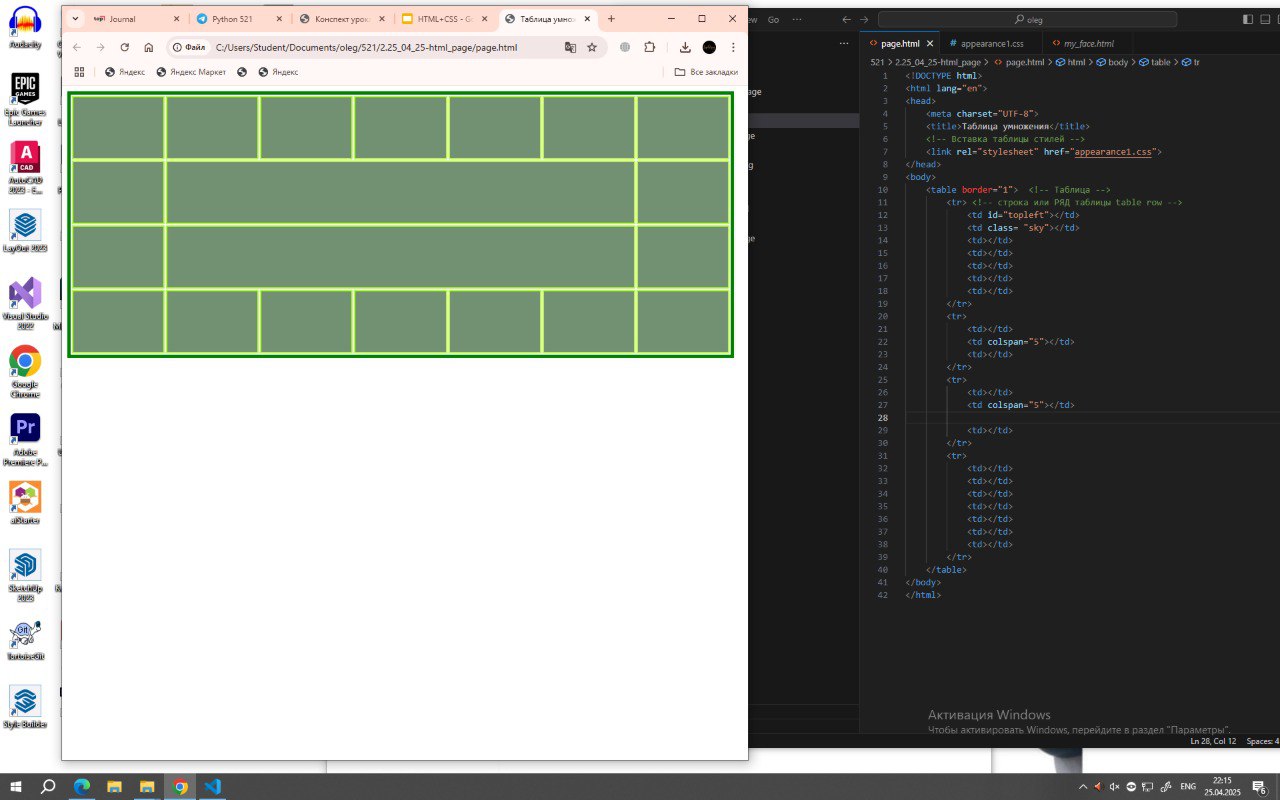 Audacity
Epic Games
Launcher
AutoCAD
2023 - E...
LayOut 2023
Visual Studio
2022
Google
Chrome
Adobe
Premiere P...
aiStarter
SketchUp
2023
TortoiseGit
Style Builder
Journal
Python 521
Конспект урок
HTML+CSS - Go
Таблица умно
Файл
C:/Users/Student/Documents/oleg/521/2.25_04_25-html_page/page.html
Яндекс
Яндекс Маркет
Яндекс
Все закладки
Go
oleg
page.html
appearance1.css
my_face.html
521 > 2.25_04_25-html_page > page.html > html > body > table > tr
1 <!DOCTYPE html>
2 <html lang="en">
3 <head>
4 <meta charset="UTF-8">
5 <title>Таблица умножения</title>
6 <!-- Вставка таблицы стилей -->
7 <link rel="stylesheet" href="appearance1.css">
8 </head>
9 <body>
10 <table border="1"> <!-- Таблица -->
11 <tr> <!-- строка или РЯД таблицы table row -->
12 <td id="topleft"></td>
13 <td class= "sky"></td>
14 <td></td>
15 <td></td>
16 <td></td>
17 <td></td>
18 <td></td>
19 </tr>
20 <tr>
21 <td></td>
22 <td colspan="5"></td>
23 <td></td>
24 </tr>
25 <tr>
26 <td></td>
27 <td colspan="5"></td>
28
29 <td></td>
30 </tr>
31 <tr>
32 <td></td>
33 <td></td>
34 <td></td>
35 <td></td>
36 <td></td>
37 <td></td>
38 <td></td>
39 </tr>
40 </table>
41 </body>
42 </html>
Активация Windows
Чтобы активировать Windows, перейдите в раздел "Параметры".
Ln 28, Col 12 Spaces: 4
ENG
22:15
25.04.2025
6